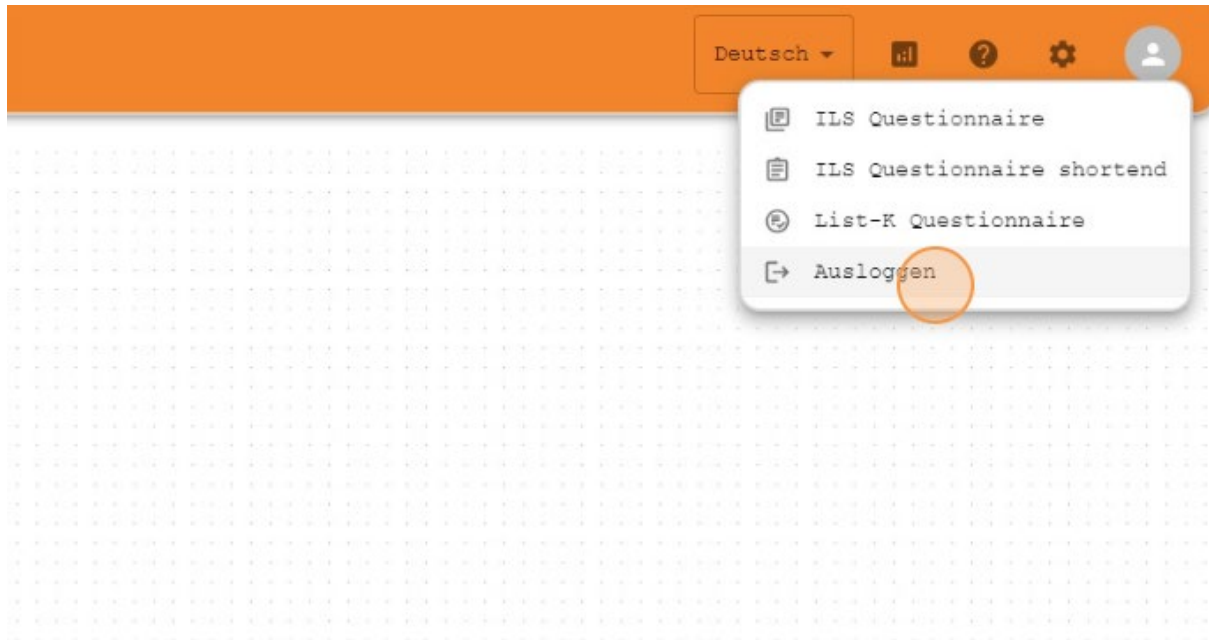 Deutsch
ILS Questionnaire
ILS Questionnaire shortend
List-K Questionnaire
Ausloggen